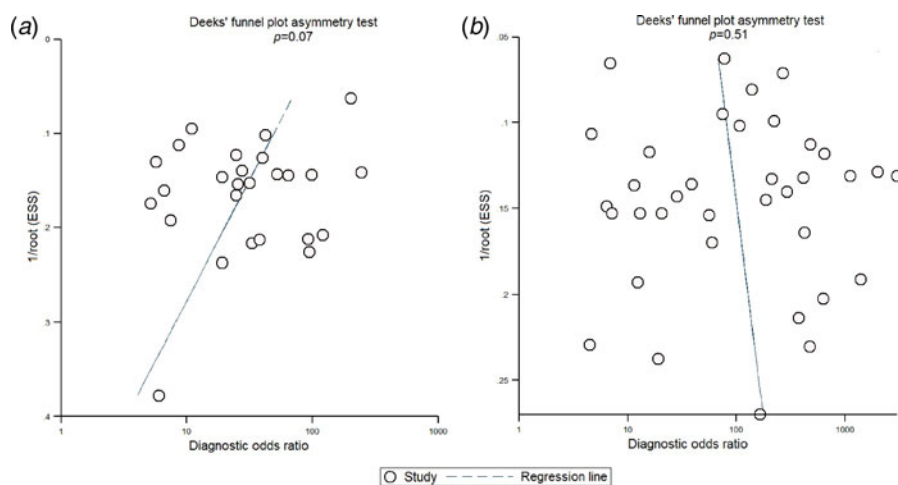 (a)
Deeks' funnel plot asymmetry test
p=0.07
0
.1
.2
.3
.4
1/root (ESS)
1
10
100
1000
Diagnostic odds ratio
(b)
Deeks' funnel plot asymmetry test
p=0.51
.05
.1
.15
.2
.25
1/root (ESS)
1
10
100
1000
Diagnostic odds ratio
Study
Regression line